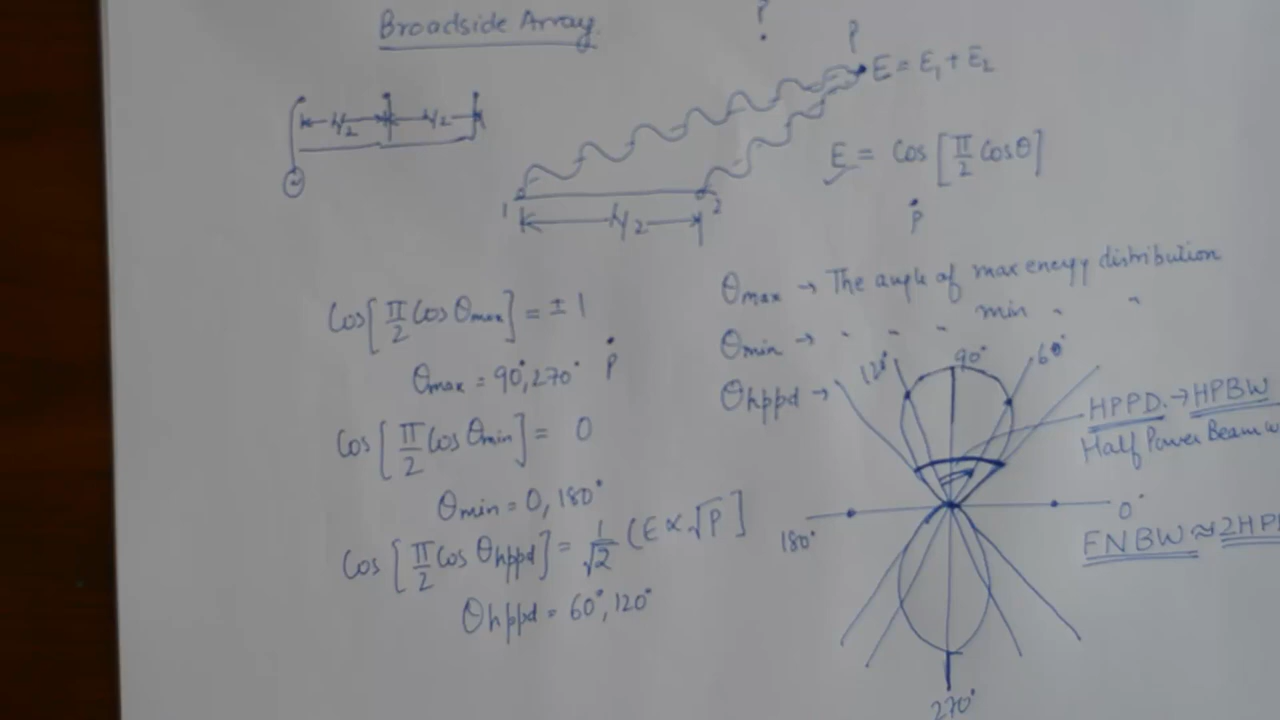 Broadside Array
?
P
λ/2 λ/2
E = E₁ + E₂
E = Cos[π/2 Cosθ]
1 2
λ/2
P
θmax → The angle of max energy distribution
θmin → " " " min " "
θhppd →
Cos[π/2 Cos θmax] = ± 1
θmax = 90°, 270°
P
Cos[π/2 Cos θmin] = 0
θmin = 0, 180°
Cos[π/2 Cos θhppd] = 1/√2 (E ∝ √P]
θhppd = 60°, 120°
120° 90° 60°
HPPD → HPBW
Half Power Beam
180° 0°
FNBW ≈ 2HP
270°